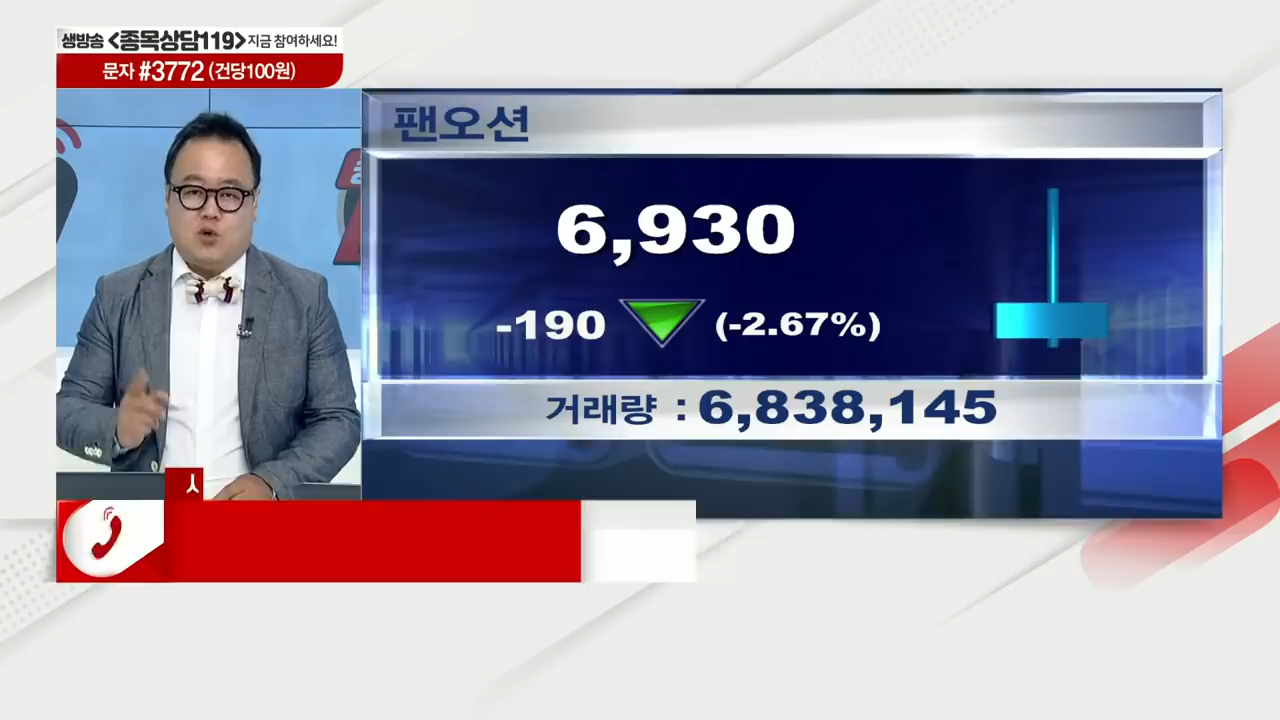 생방송 <종목상담119> 지금 참여하세요!
문자 #3772 (건당100원)
팬오션
6,930
-190 (-2.67%)
거래량 : 6,838,145